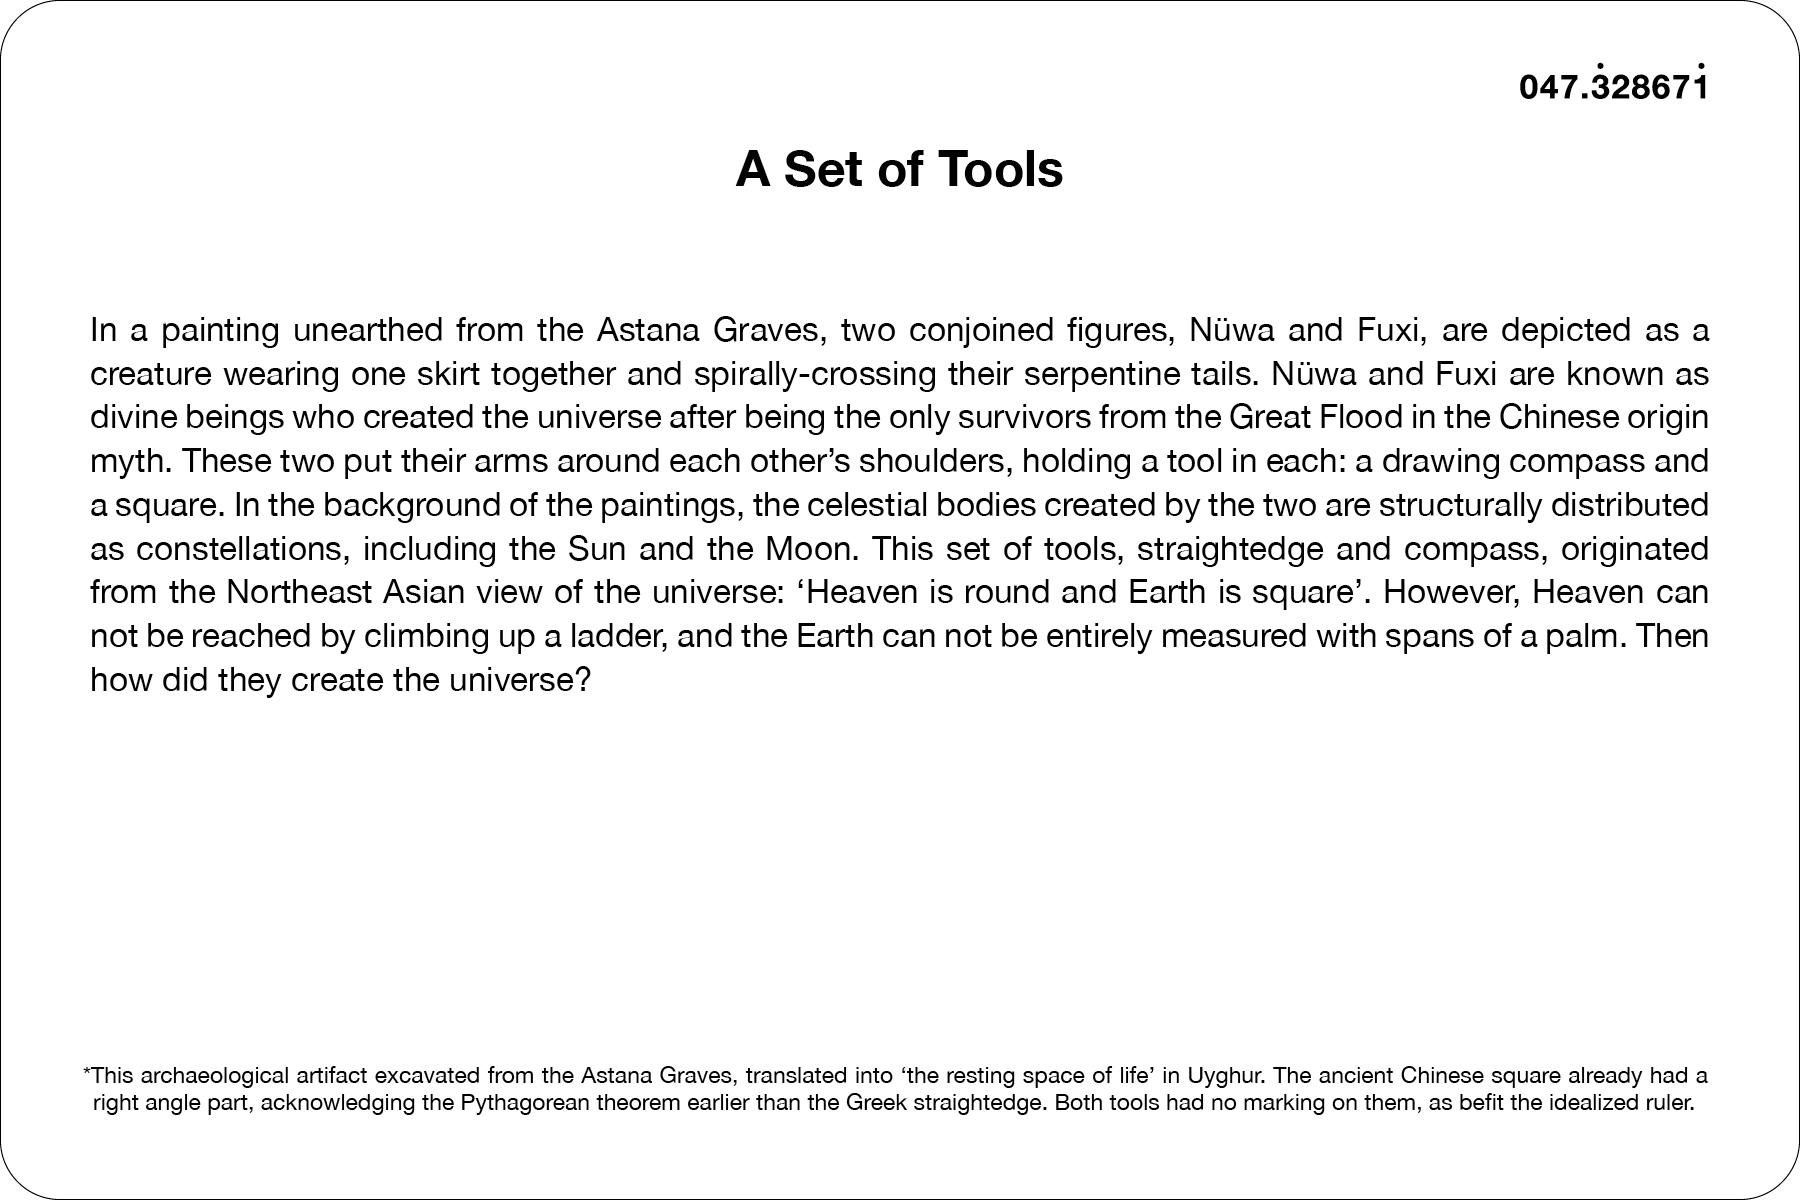 047.3̇28671̇
A Set of Tools
In a painting unearthed from the Astana Graves, two conjoined figures, Nüwa and Fuxi, are depicted as a
creature wearing one skirt together and spirally-crossing their serpentine tails. Nüwa and Fuxi are known as
divine beings who created the universe after being the only survivors from the Great Flood in the Chinese origin
myth. These two put their arms around each other’s shoulders, holding a tool in each: a drawing compass and
a square. In the background of the paintings, the celestial bodies created by the two are structurally distributed
as constellations, including the Sun and the Moon. This set of tools, straightedge and compass, originated
from the Northeast Asian view of the universe: ‘Heaven is round and Earth is square’. However, Heaven can
not be reached by climbing up a ladder, and the Earth can not be entirely measured with spans of a palm. Then
how did they create the universe?
*This archaeological artifact excavated from the Astana Graves, translated into ‘the resting space of life’ in Uyghur. The ancient Chinese square already had a
right angle part, acknowledging the Pythagorean theorem earlier than the Greek straightedge. Both tools had no marking on them, as befit the idealized ruler.